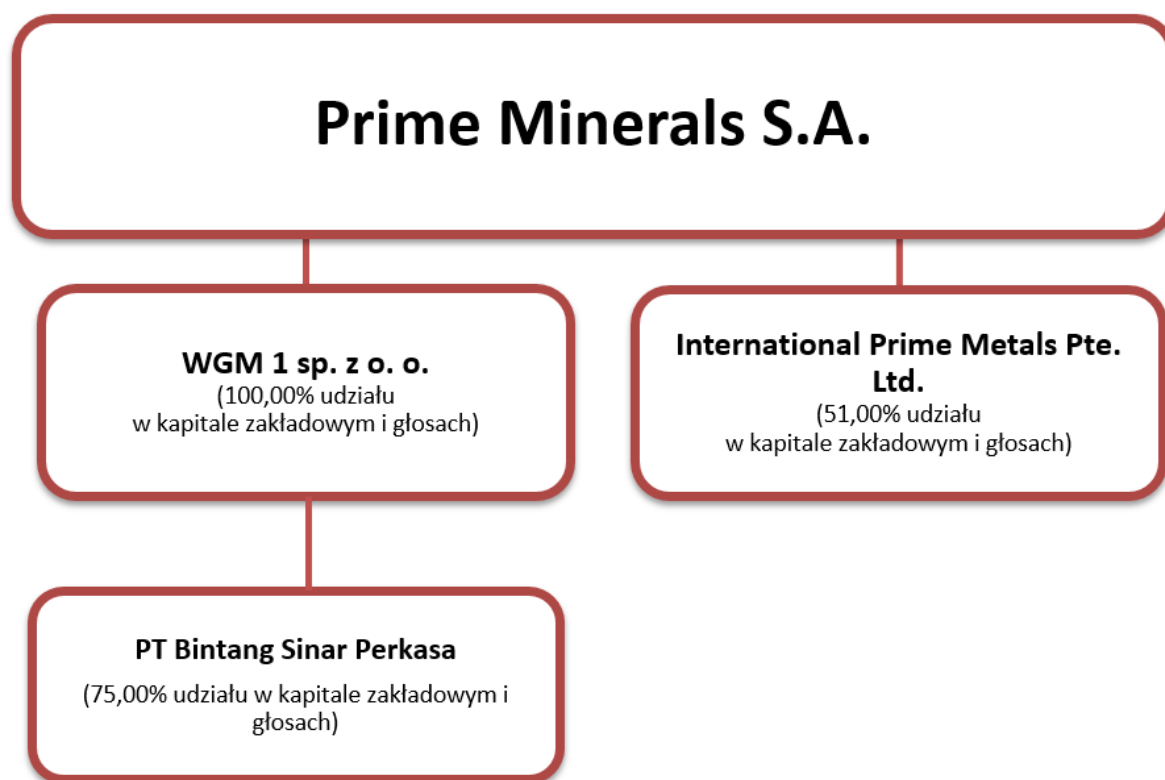 Prime Minerals S.A.
WGM 1 sp. z o. o.
(100,00% udziału
w kapitale zakładowym i głosach)
International Prime Metals Pte.
Ltd.
(51,00% udziału
w kapitale zakładowym i głosach)
PT Bintang Sinar Perkasa
(75,00% udziału w kapitale zakładowym i
głosach)